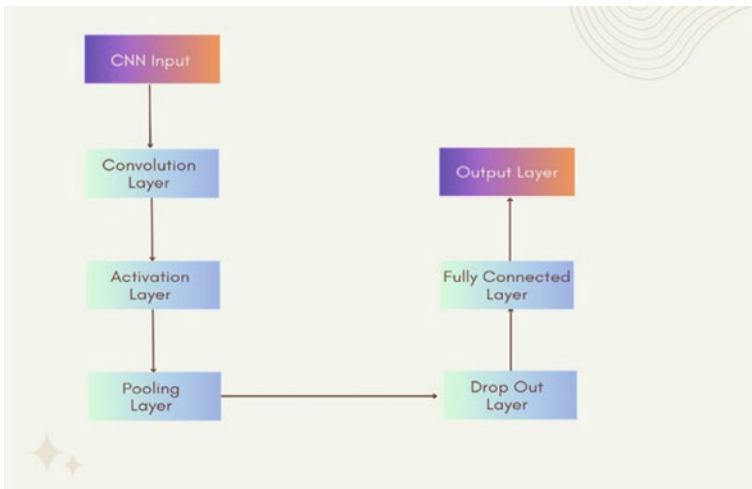 CNN Input
Convolution
Layer
Activation
Layer
Pooling
Layer
Drop Out
Layer
Fully Connected
Layer
Output Layer